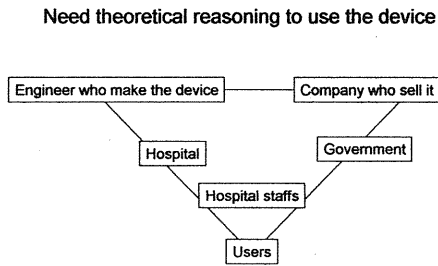 Need theoretical reasoning to use the device
Engineer who make the device
Company who sell it
Hospital
Government
Hospital staffs
Users